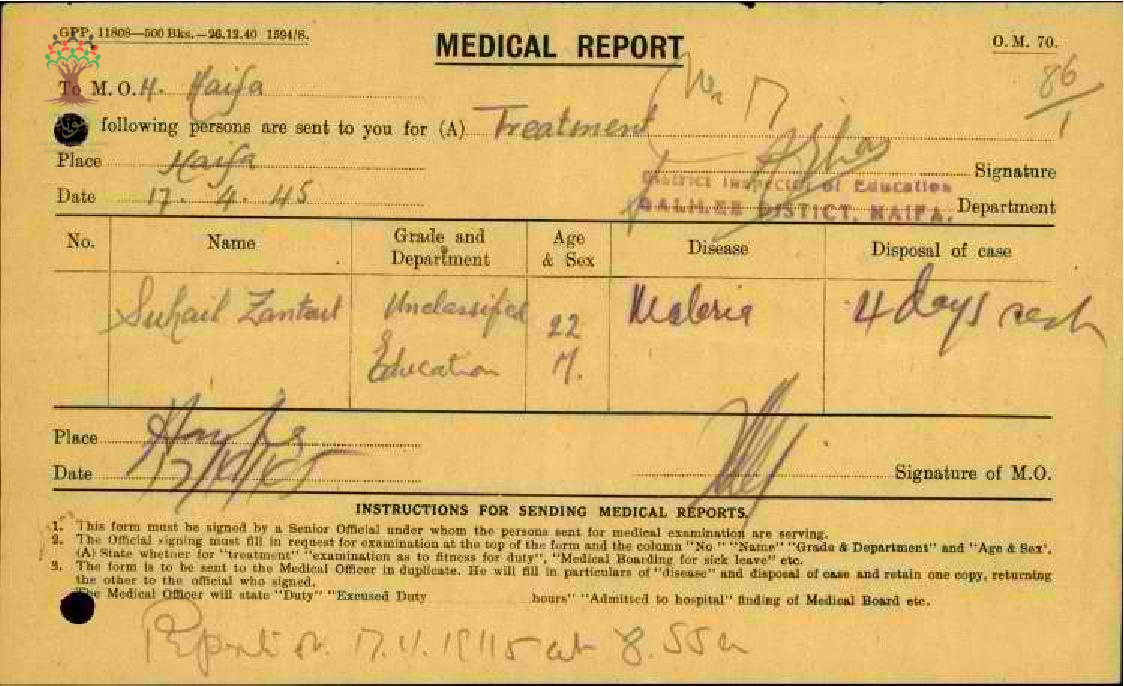 GPP. 11808—500 Bks.—26.12.40 1594/S.
MEDICAL REPORT
O. M. 70.
86/1
To M. O. H. Haifa
following persons are sent to you for (A) Treatment
Place Haifa
Signature
District Inspector of Education
Date 17. 4. 45
GALILEE DISTRICT, HAIFA.
Department
No. Name Grade and Department Age & Sex Disease Disposal of case
Suhail Unclassified 22 Malaria 4 days rest
Education M.
Place Haifa
Date 17/4/45
Signature of M.O.
INSTRUCTIONS FOR SENDING MEDICAL REPORTS.
1. This form must be signed by a Senior Official under whom the persons sent for medical examination are serving.
2. The Official signing must fill in request for examination at the top of the form and the column "No" "Name" "Grade & Department" and "Age & Sex".
(A) State whether for "treatment" "examination as to fitness for duty", "Medical Boarding for sick leave" etc.
3. The form is to be sent to the Medical Officer in duplicate. He will fill in particulars of "disease" and disposal of case and retain one copy, returning
the other to the official who signed.
The Medical Officer will state "Duty" "Excused Duty hours" "Admitted to hospital" finding of Medical Board etc.
17.4.1945 at 8.55